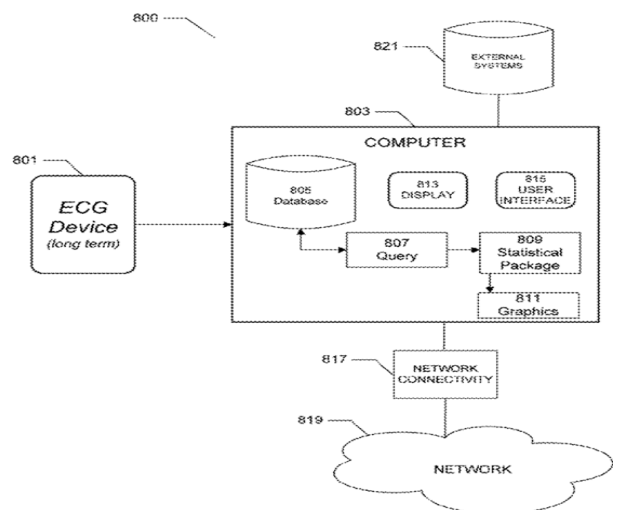 800
821
EXTERNAL
SYSTEMS
803
COMPUTER
801
ECG
Device
(long term)
805
Database
813
DISPLAY
815
USER
INTERFACE
807
Query
809
Statistical
Package
811
Graphics
817
NETWORK
CONNECTIVITY
819
NETWORK